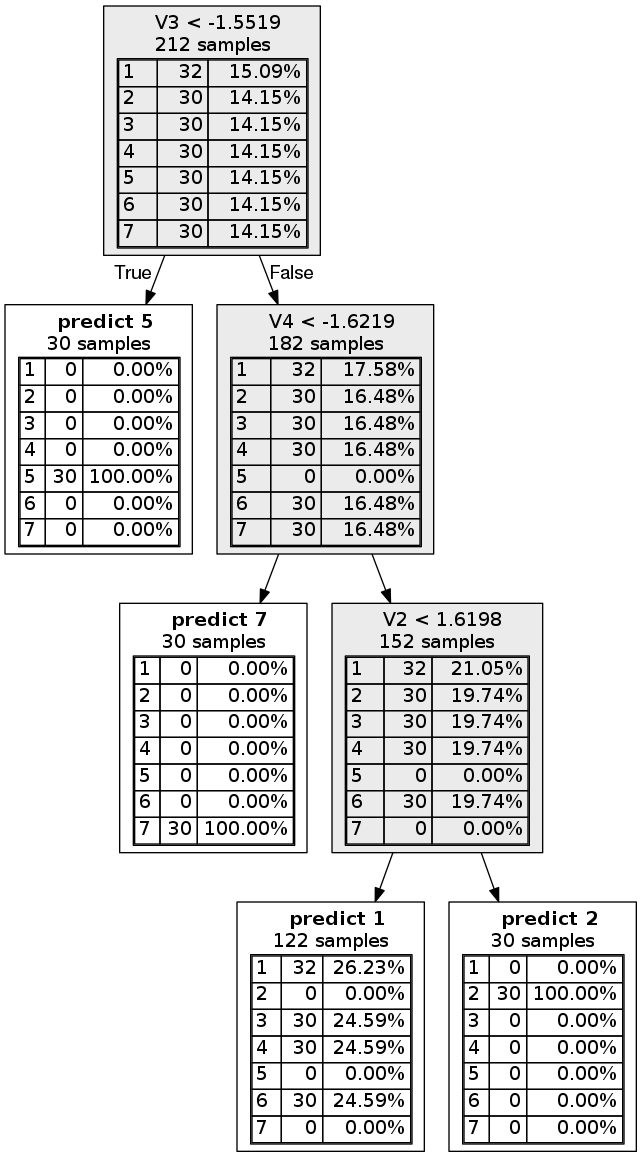 V3 < -1.5519
212 samples
1 32 15.09%
2 30 14.15%
3 30 14.15%
4 30 14.15%
5 30 14.15%
6 30 14.15%
7 30 14.15%
True
False
predict 5
30 samples
1 0 0.00%
2 0 0.00%
3 0 0.00%
4 0 0.00%
5 30 100.00%
6 0 0.00%
7 0 0.00%
V4 < -1.6219
182 samples
1 32 17.58%
2 30 16.48%
3 30 16.48%
4 30 16.48%
5 0 0.00%
6 30 16.48%
7 30 16.48%
predict 7
30 samples
1 0 0.00%
2 0 0.00%
3 0 0.00%
4 0 0.00%
5 0 0.00%
6 0 0.00%
7 30 100.00%
V2 < 1.6198
152 samples
1 32 21.05%
2 30 19.74%
3 30 19.74%
4 30 19.74%
5 0 0.00%
6 30 19.74%
7 0 0.00%
predict 1
122 samples
1 32 26.23%
2 0 0.00%
3 30 24.59%
4 30 24.59%
5 0 0.00%
6 30 24.59%
7 0 0.00%
predict 2
30 samples
1 0 0.00%
2 30 100.00%
3 0 0.00%
4 0 0.00%
5 0 0.00%
6 0 0.00%
7 0 0.00%